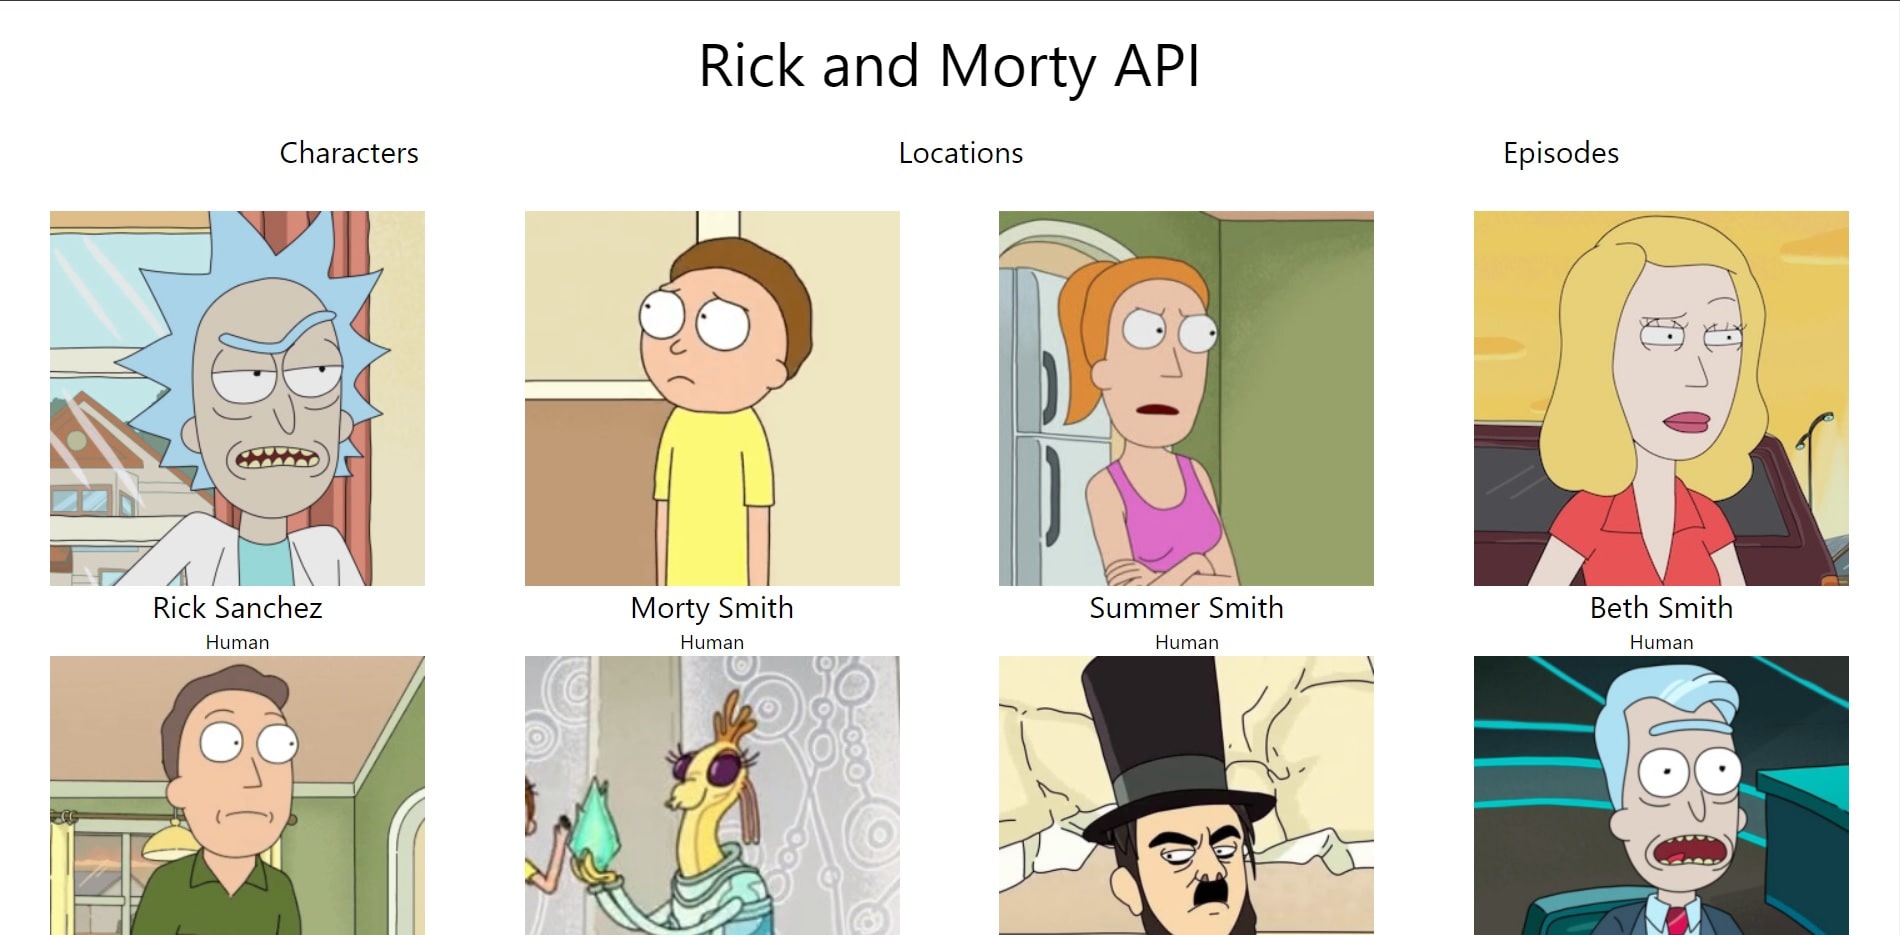 Rick and Morty API
Characters Locations Episodes
Rick Sanchez Morty Smith Summer Smith Beth Smith
Human Human Human Human